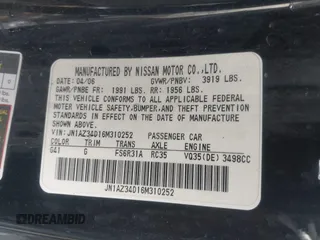 MANUFACTURED BY NISSAN MOTOR CO.,LTD.
DATE: 04/06 GVWR/PNBV: 3919 LBS.
GAWR/PNBE FR: 1991 LBS. RR: 1956 LBS.
THIS VEHICLE CONFORMS TO ALL APPLICABLE FEDERAL MOTOR
VEHICLE SAFETY,BUMPER, AND THEFT PREVENTION
STANDARDS IN EFFECT ON THE DATE OF MANUFACTURE
SHOWN ABOVE.
VIN: JN1AZ34D16M310252 PASSENGER CAR
COLOR TRIM TRANS AXLE ENGINE
G41 G FS6R31A RC35 VQ35(DE) 3498CC
JN1AZ34D16M310252
© DREAMBID